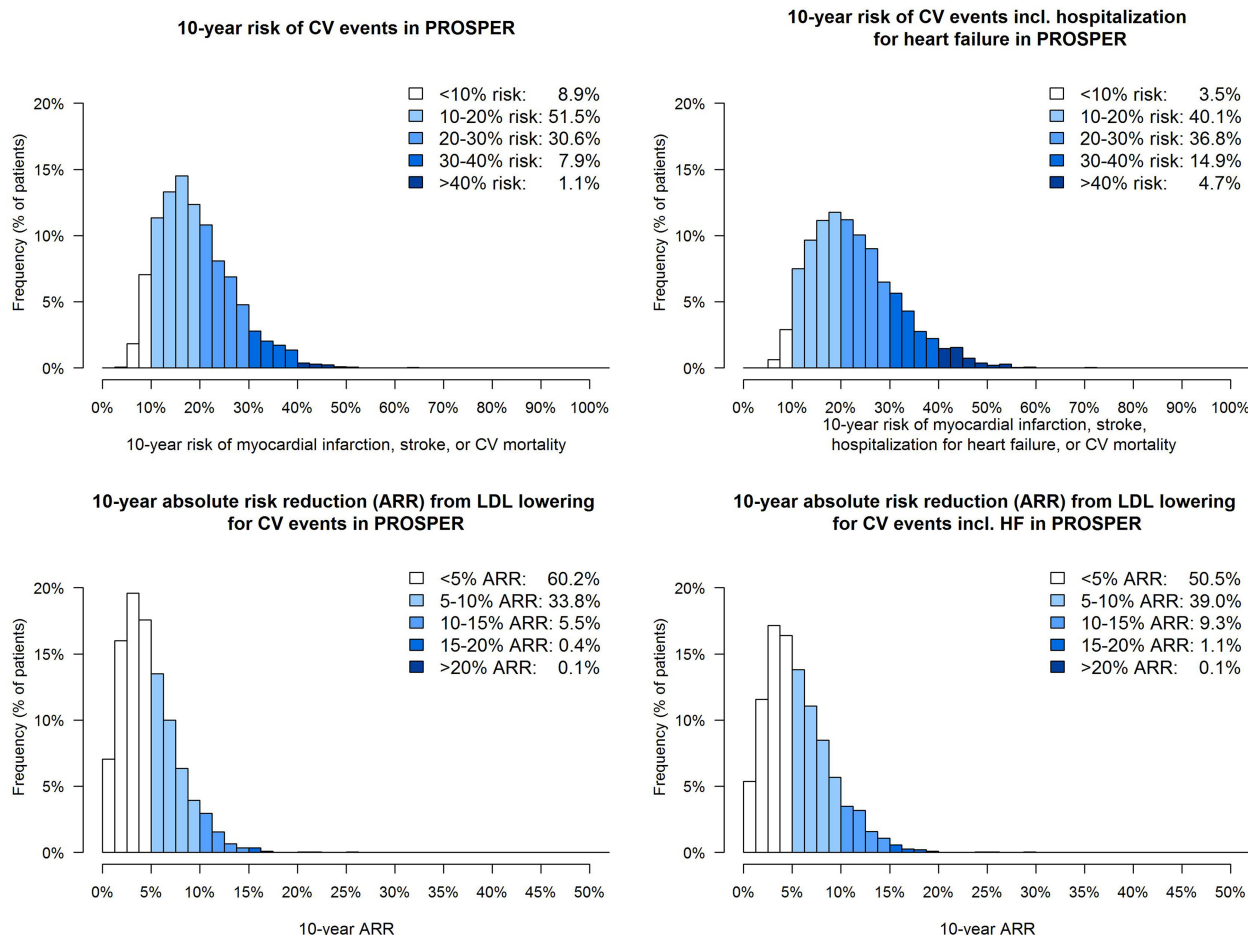 10-year risk of CV events in PROSPER
<10% risk: 8.9%
10-20% risk: 51.5%
20-30% risk: 30.6%
30-40% risk: 7.9%
>40% risk: 1.1%
Frequency (% of patients)
20%
15%
10%
5%
0%
0% 10% 20% 30% 40% 50% 60% 70% 80% 90% 100%
10-year risk of myocardial infarction, stroke, or CV mortality
10-year risk of CV events incl. hospitalization
for heart failure in PROSPER
<10% risk: 3.5%
10-20% risk: 40.1%
20-30% risk: 36.8%
30-40% risk: 14.9%
>40% risk: 4.7%
Frequency (% of patients)
20%
15%
10%
5%
0%
0% 10% 20% 30% 40% 50% 60% 70% 80% 90% 100%
10-year risk of myocardial infarction, stroke,
hospitalization for heart failure, or CV mortality
10-year absolute risk reduction (ARR) from LDL lowering
for CV events in PROSPER
<5% ARR: 60.2%
5-10% ARR: 33.8%
10-15% ARR: 5.5%
15-20% ARR: 0.4%
>20% ARR: 0.1%
Frequency (% of patients)
20%
15%
10%
5%
0%
0% 5% 10% 15% 20% 25% 30% 35% 40% 45% 50%
10-year ARR
10-year absolute risk reduction (ARR) from LDL lowering
for CV events incl. HF in PROSPER
<5% ARR: 50.5%
5-10% ARR: 39.0%
10-15% ARR: 9.3%
15-20% ARR: 1.1%
>20% ARR: 0.1%
Frequency (% of patients)
20%
15%
10%
5%
0%
0% 5% 10% 15% 20% 25% 30% 35% 40% 45% 50%
10-year ARR